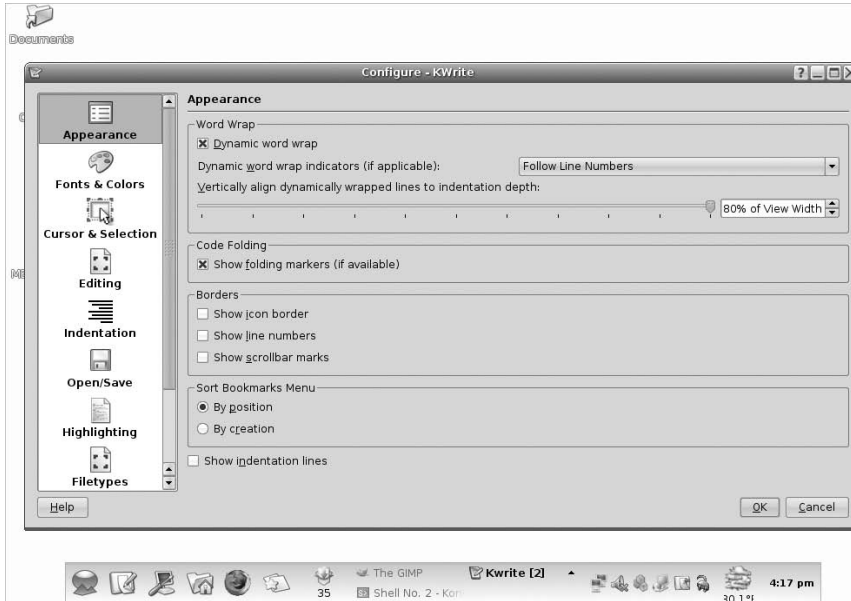 Documents
Configure - KWrite
Appearance
Fonts & Colors
Cursor & Selection
Editing
Indentation
Open/Save
Highlighting
Filetypes
Appearance
Word Wrap
Dynamic word wrap
Dynamic word wrap indicators (if applicable): Follow Line Numbers
Vertically align dynamically wrapped lines to indentation depth:
80% of View Width
Code Folding
Show folding markers (if available)
Borders
Show icon border
Show line numbers
Show scrollbar marks
Sort Bookmarks Menu
By position
By creation
Show indentation lines
Help OK Cancel
The GIMP Kwrite [2]
35 Shell No. 2 - Kon
4:17 pm